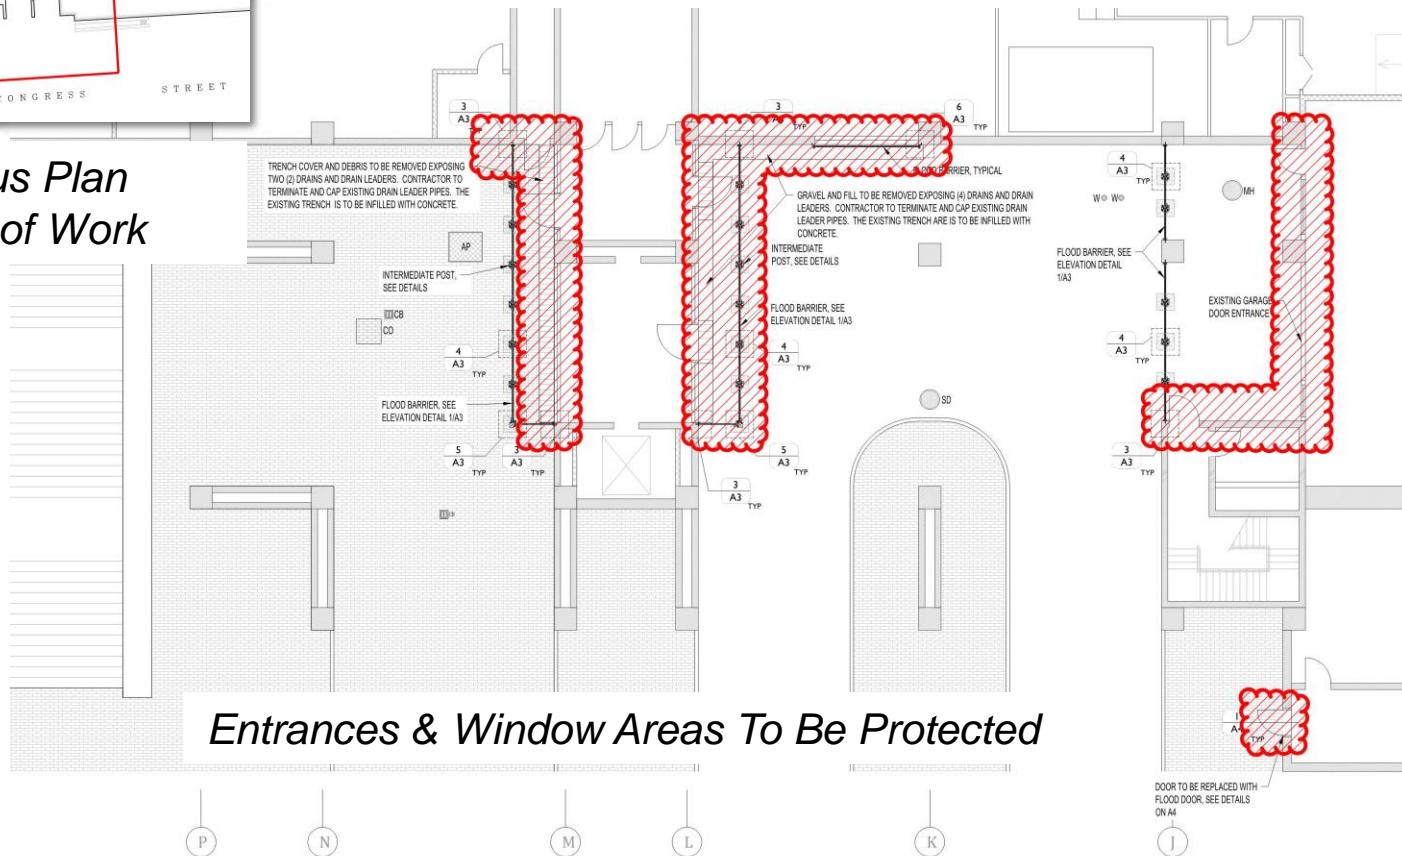 CONGRESS STREET
us Plan
of Work
3
A3
TYP
3
A3
TYP
6
A3
TYP
TRENCH COVER AND DEBRIS TO BE REMOVED EXPOSING
TWO (2) DRAINS AND DRAIN LEADERS. CONTRACTOR TO
TERMINATE AND CAP EXISTING DRAIN LEADER PIPES. THE
EXISTING TRENCH IS TO BE INFILLED WITH CONCRETE.
FLOOD BARRIER, TYPICAL
GRAVEL AND FILL TO BE REMOVED EXPOSING (4) DRAINS AND DRAIN
LEADERS. CONTRACTOR TO TERMINATE AND CAP EXISTING DRAIN
LEADER PIPES. THE EXISTING TRENCH ARE IS TO BE INFILLED WITH
CONCRETE.
4
A3
TYP
W W
MH
AP
INTERMEDIATE POST,
SEE DETAILS
INTERMEDIATE
POST, SEE DETAILS
FLOOD BARRIER, SEE
ELEVATION DETAIL
1/A3
CB
CO
FLOOD BARRIER, SEE
ELEVATION DETAIL 1/A3
EXISTING GARAGE
DOOR ENTRANCE
4
A3
TYP
4
A3
TYP
4
A3
TYP
FLOOD BARRIER, SEE
ELEVATION DETAIL 1/A3
SD
5
A3
TYP
3
A3
TYP
5
A3
TYP
3
A3
TYP
3
A3
TYP
Entrances & Window Areas To Be Protected
1
A4
TYP
DOOR TO BE REPLACED WITH
FLOOD DOOR, SEE DETAILS
ON A4
P N M L K J